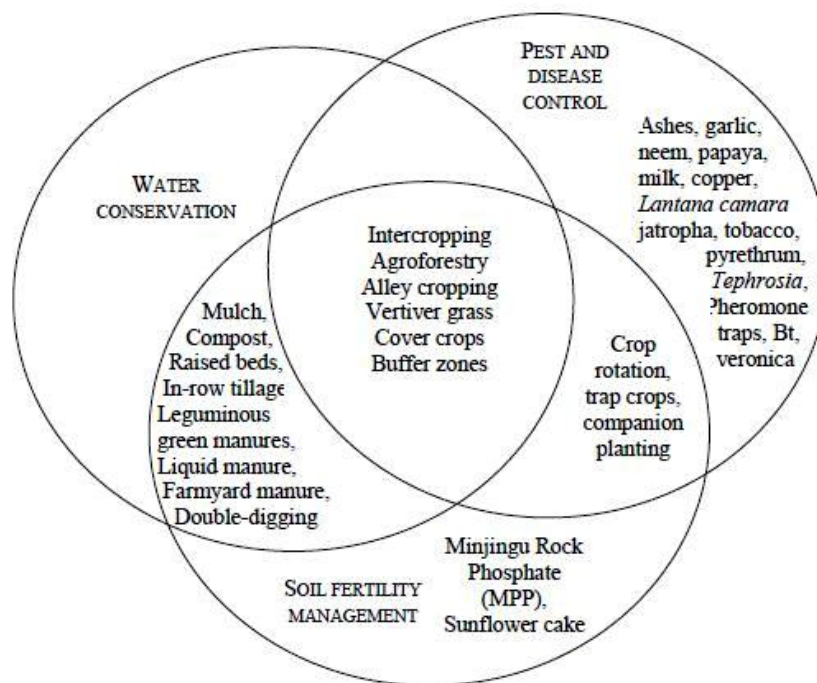 PEST AND
DISEASE
CONTROL
Ashes, garlic,
neem, papaya,
milk, copper,
Lantana camara
jatropha, tobacco,
pyrethrum,
Tephrosia,
Pheromone
traps, Bt,
veronica
WATER
CONSERVATION
Intercropping
Agroforestry
Alley cropping
Vertiver grass
Cover crops
Buffer zones
Mulch,
Compost,
Raised beds,
In-row tillage
Leguminous
green manures,
Liquid manure,
Farmyard manure,
Double-digging
Crop
rotation,
trap crops,
companion
planting
SOIL FERTILITY
MANAGEMENT
Minjingu Rock
Phosphate
(MPP),
Sunflower cake